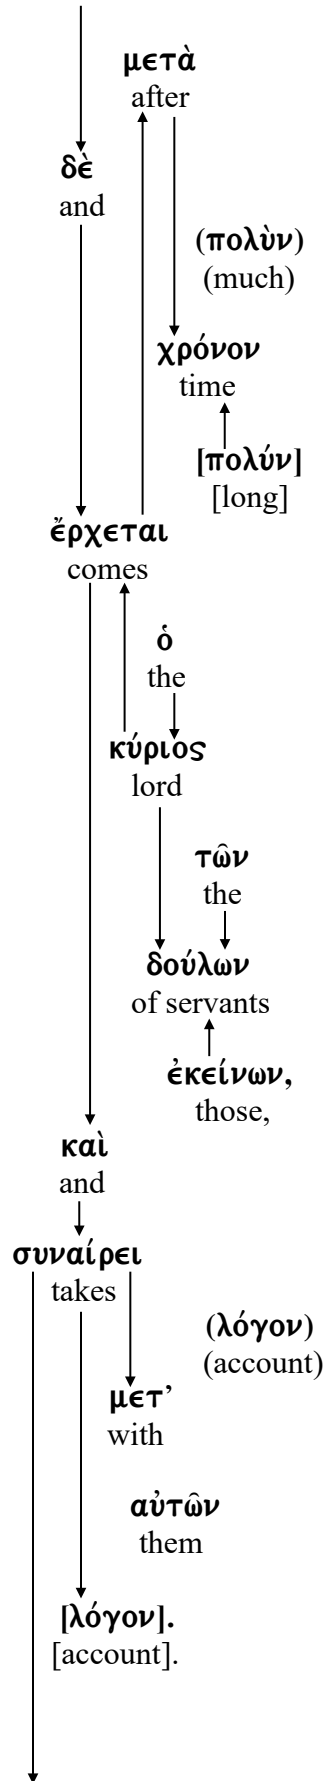 μετὰ
after
δὲ
and
(πολὺν)
(much)
χρόνον
time
[πολύν]
[long]
ἔρχεται
comes
ὁ
the
κύριος
lord
τῶν
the
δούλων
of servants
ἐκείνων,
those,
καὶ
and
συναίρει
takes
(λόγον)
(account)
μετ’
with
αὐτῶν
them
[λόγον].
[account].